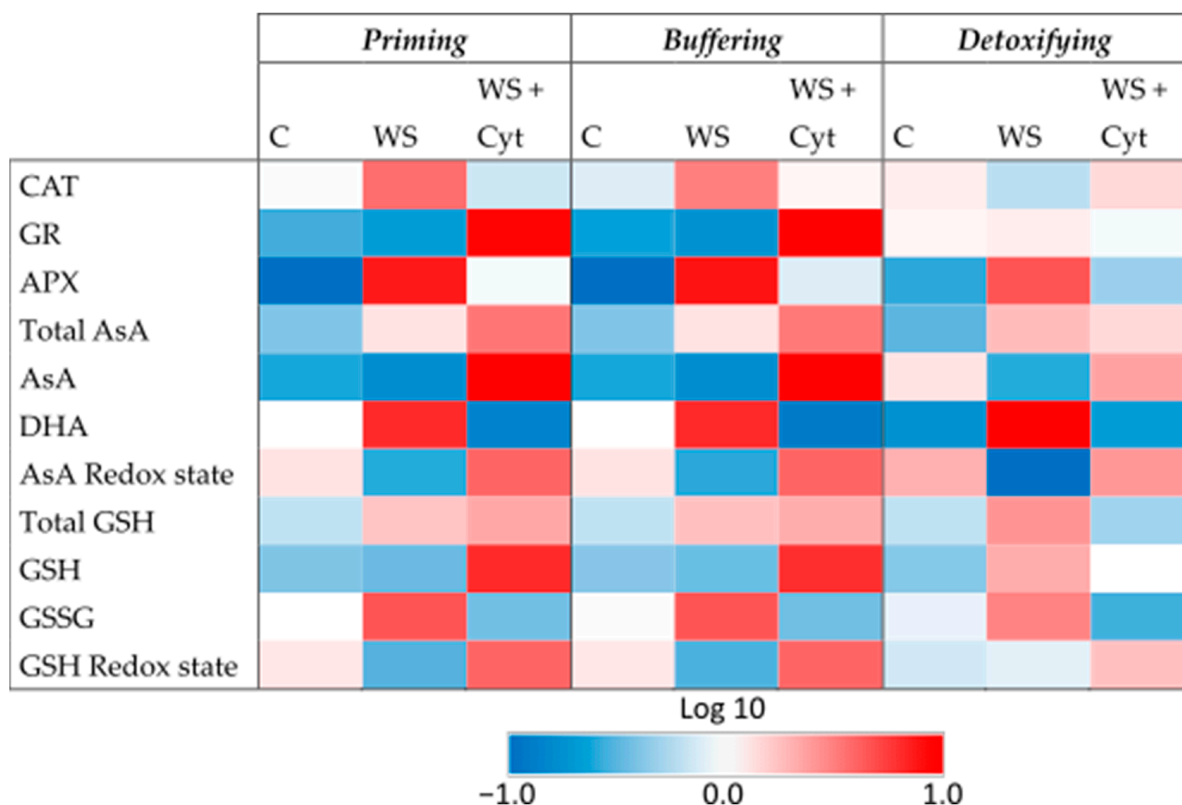 Priming Buffering Detoxifying
WS + WS + WS +
C WS Cyt C WS Cyt C WS Cyt
CAT
GR
APX
Total AsA
AsA
DHA
AsA Redox state
Total GSH
GSH
GSSG
GSH Redox state
Log 10
−1.0 0.0 1.0